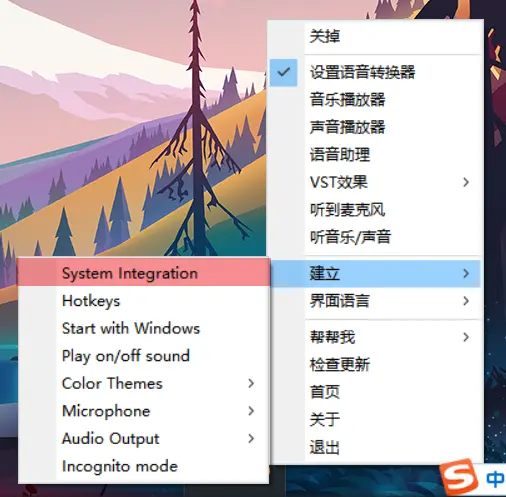 关掉
设置语音转换器
音乐播放器
声音播放器
语音助理
VST效果
听到麦克风
听音乐/声音
建立
界面语言
帮帮我
检查更新
首页
关于
退出
System Integration
Hotkeys
Start with Windows
Play on/off sound
Color Themes
Microphone
Audio Output
Incognito mode
S中